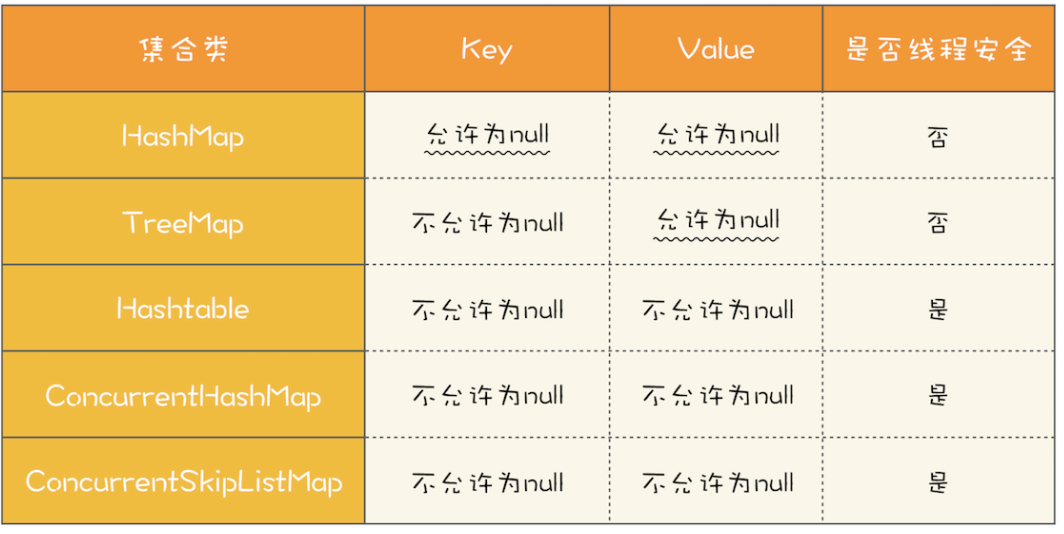 集合类 Key Value 是否线程安全
HashMap 允许为null 允许为null 否
TreeMap 不允许为null 允许为null 否
Hashtable 不允许为null 不允许为null 是
ConcurrentHashMap 不允许为null 不允许为null 是
ConcurrentSkipListMap 不允许为null 不允许为null 是